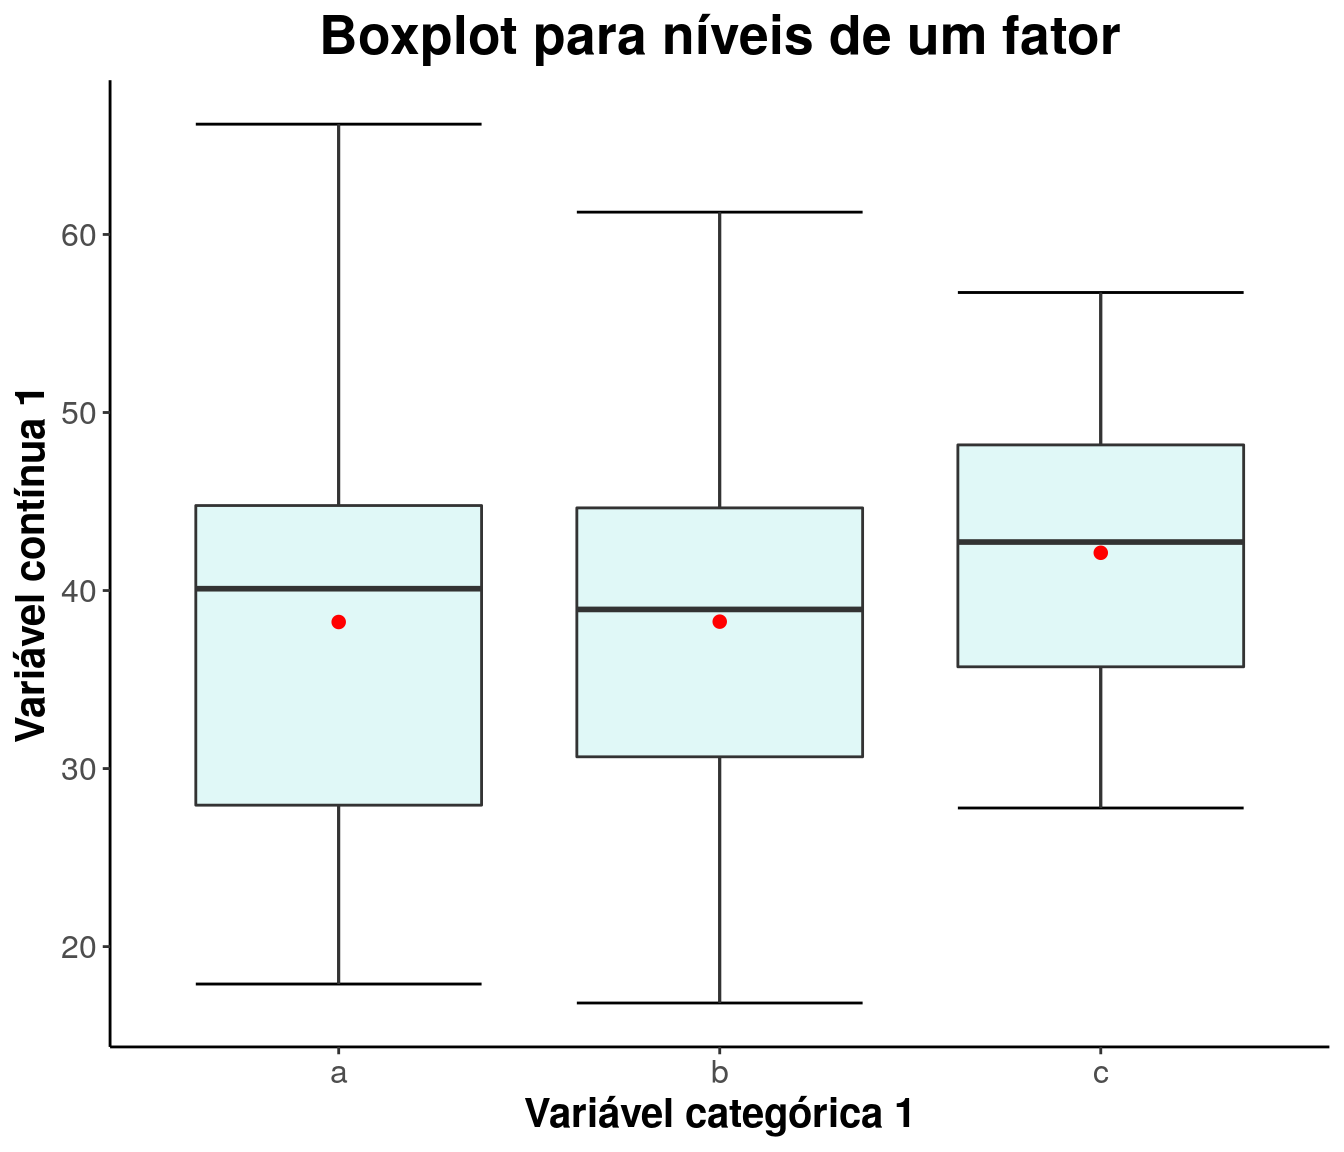 Boxplot para níveis de um fator
Variável contínua 1
60
50
40
30
20
a b c
Variável categórica 1